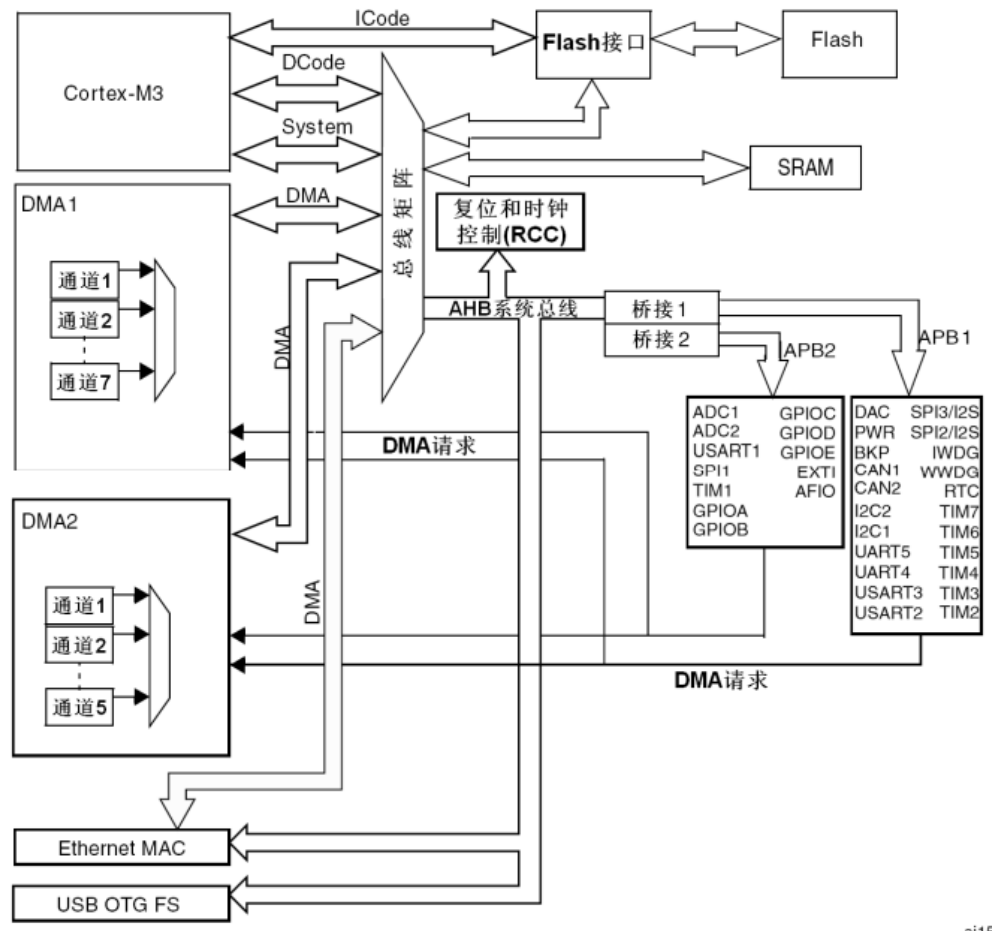 ICode
Flash接口
Flash
Cortex-M3
DCode
System
SRAM
DMA1
DMA
总线矩阵
复位和时钟
控制(RCC)
通道1
通道2
通道7
DMA
AHB系统总线
桥接1
桥接2
APB2
APB1
ADC1 GPIOC
ADC2 GPIOD
USART1 GPIOE
SPI1 EXTI
TIM1 AFIO
GPIOA
GPIOB
DAC SPI3/I2S
PWR SPI2/I2S
BKP IWDG
CAN1 WWDG
CAN2 RTC
I2C2 TIM7
I2C1 TIM6
UART5 TIM5
UART4 TIM4
USART3 TIM3
USART2 TIM2
DMA请求
DMA2
通道1
通道2
通道5
DMA
DMA请求
Ethernet MAC
USB OTG FS